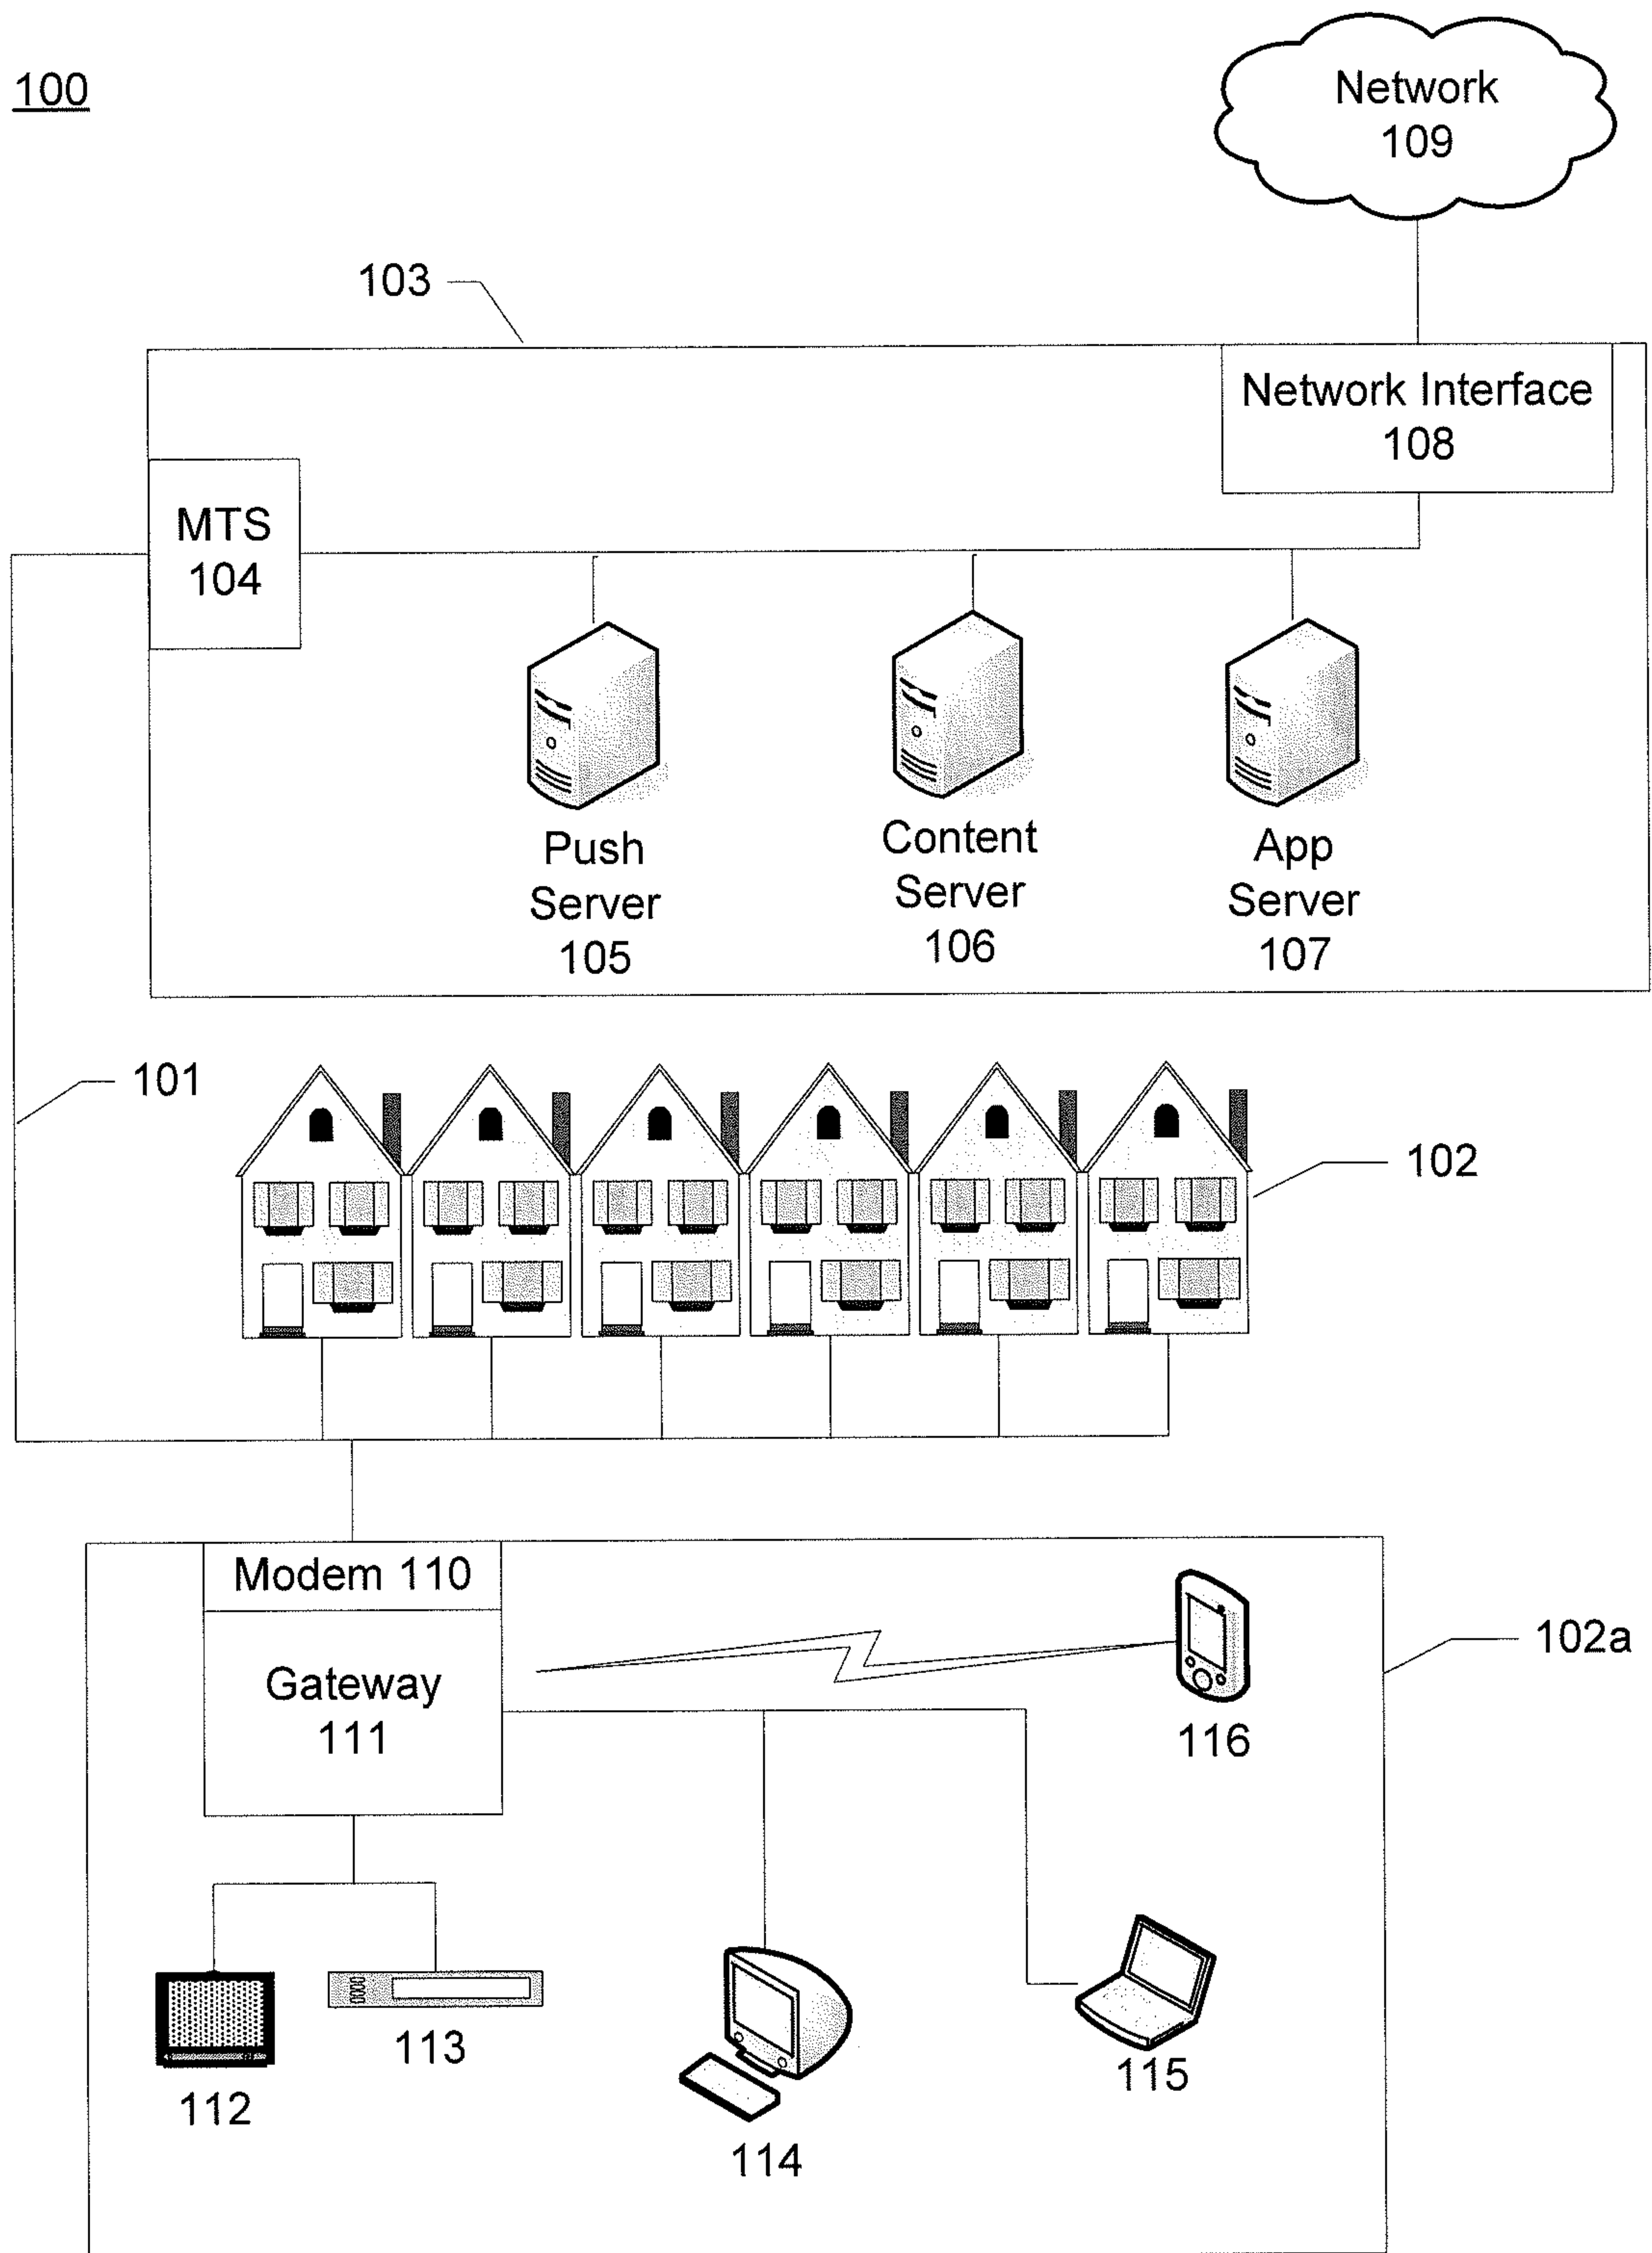 100
Network
109
103
Network Interface
108
MTS
104
Push
Server
105
Content
Server
106
App
Server
107
101
102
Modem 110
Gateway
111
116
102a
112
113
114
115